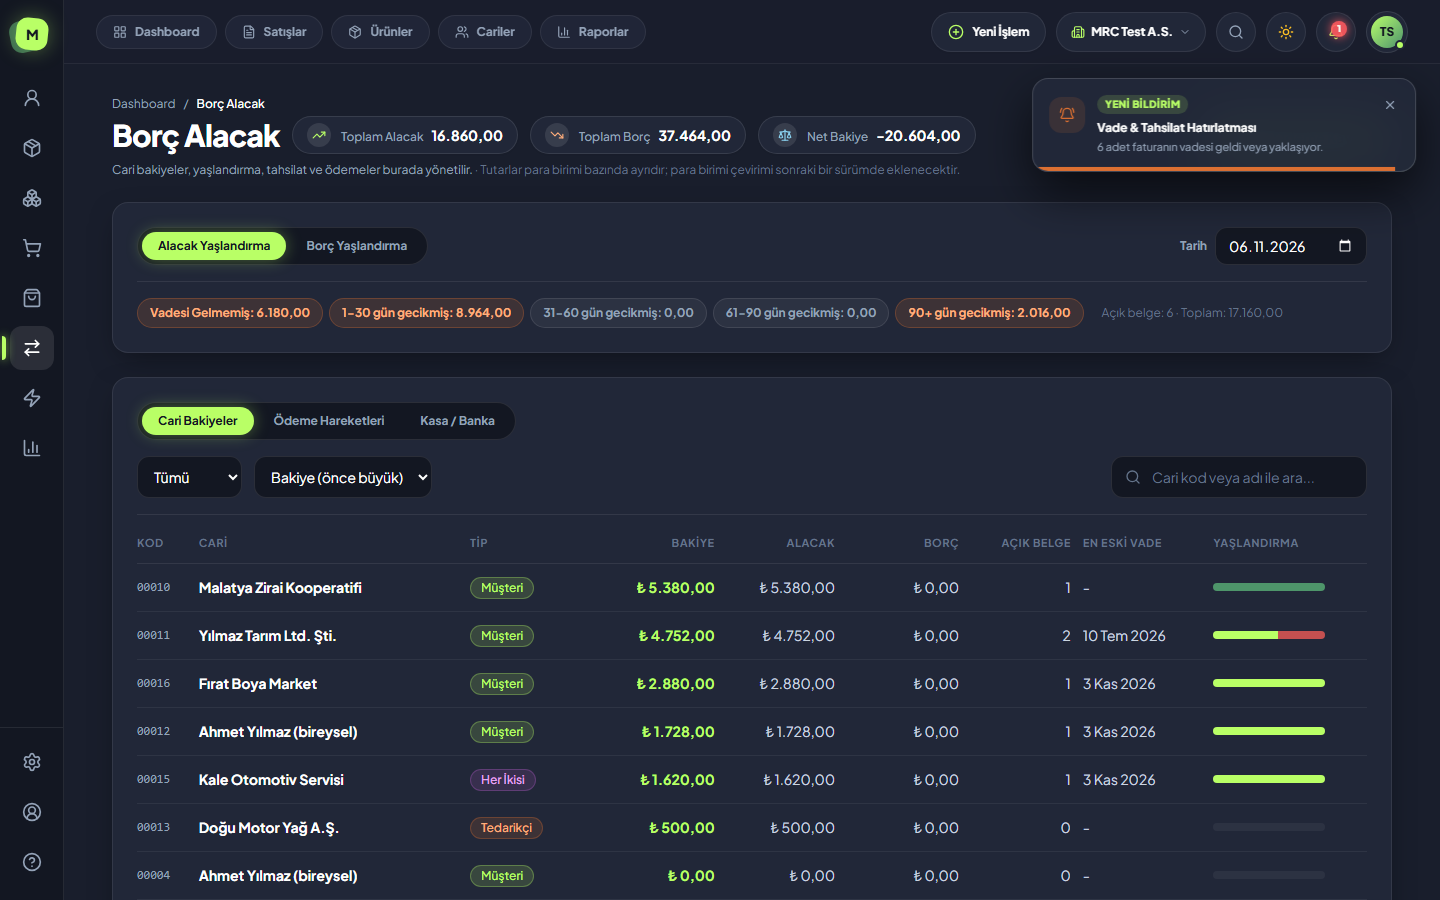 M
Dashboard Satışlar Ürünler Cariler Raporlar Yeni İşlem MRC Test A.S. 1 TS
Dashboard / Borç Alacak
Borç Alacak Toplam Alacak 16.860,00 Toplam Borç 37.464,00 Net Bakiye -20.604,00
Cari bakiyeler, yaşlandırma, tahsilat ve ödemeler burada yönetilir. · Tutarlar para birimi bazında ayrıdır; para birimi çevirimi sonraki bir sürümde eklenecektir.
YENİ BİLDİRİM
Vade & Tahsilat Hatırlatması
6 adet faturanın vadesi geldi veya yaklaşıyor.
Alacak Yaşlandırma Borç Yaşlandırma Tarih 06.11.2026
Vadesi Gelmemiş: 6.180,00 1-30 gün gecikmiş: 8.964,00 31-60 gün gecikmiş: 0,00 61-90 gün gecikmiş: 0,00 90+ gün gecikmiş: 2.016,00 Açık belge: 6 · Toplam: 17.160,00
Cari Bakiyeler Ödeme Hareketleri Kasa / Banka
Tümü Bakiye (önce büyük) Cari kod veya adı ile ara...
KOD CARİ TİP BAKİYE ALACAK BORÇ AÇIK BELGE EN ESKİ VADE YAŞLANDIRMA
00010 Malatya Zirai Kooperatifi Müşteri ₺ 5.380,00 ₺ 5.380,00 ₺ 0,00 1 -
00011 Yılmaz Tarım Ltd. Şti. Müşteri ₺ 4.752,00 ₺ 4.752,00 ₺ 0,00 2 10 Tem 2026
00016 Fırat Boya Market Müşteri ₺ 2.880,00 ₺ 2.880,00 ₺ 0,00 1 3 Kas 2026
00012 Ahmet Yılmaz (bireysel) Müşteri ₺ 1.728,00 ₺ 1.728,00 ₺ 0,00 1 3 Kas 2026
00015 Kale Otomotiv Servisi Her İkisi ₺ 1.620,00 ₺ 1.620,00 ₺ 0,00 1 3 Kas 2026
00013 Doğu Motor Yağ A.Ş. Tedarikçi ₺ 500,00 ₺ 500,00 ₺ 0,00 0 -
00004 Ahmet Yılmaz (bireysel) Müşteri ₺ 0,00 ₺ 0,00 ₺ 0,00 0 -